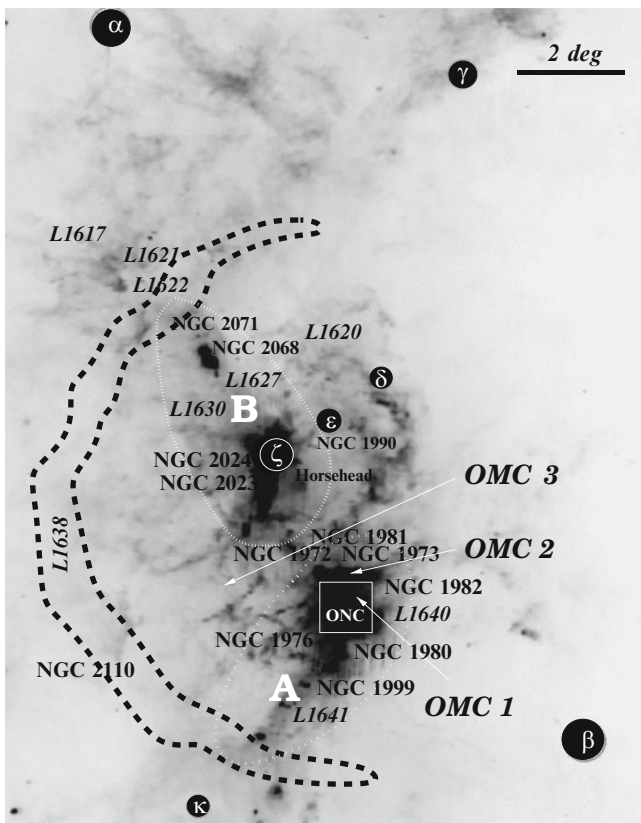 α
γ
2 deg
L1617
L1621
L1622
NGC 2071
L1620
NGC 2068
δ
L1627
L1630
B
ε
NGC 1990
ζ
NGC 2024
Horsehead
NGC 2023
OMC 3
L1638
NGC 1981
NGC 1972
NGC 1973
OMC 2
NGC 1982
ONC
L1640
NGC 1976
NGC 1980
NGC 2110
A
NGC 1999
OMC 1
L1641
β
κ